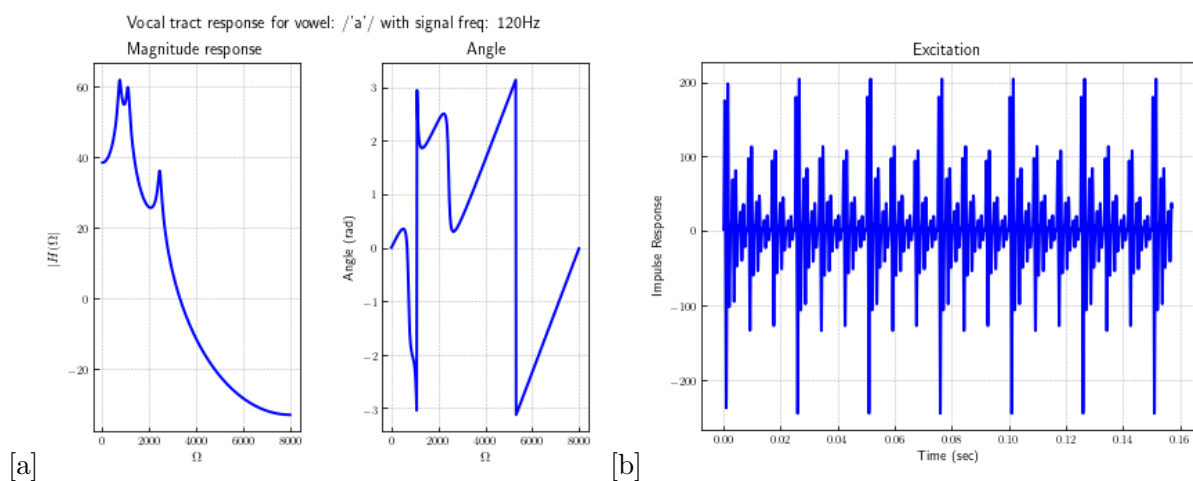 Vocal tract response for vowel: /'a'/ with signal freq: 120Hz
Magnitude response
60
40
20
0
−20
|H(Ω|
0 2000 4000 6000 8000
Ω
Angle
3
2
1
0
−1
−2
−3
Angle (rad)
0 2000 4000 6000 8000
Ω
[a]
Excitation
200
100
0
−100
−200
Impulse Response
0.00 0.02 0.04 0.06 0.08 0.10 0.12 0.14 0.16
Time (sec)
[b]